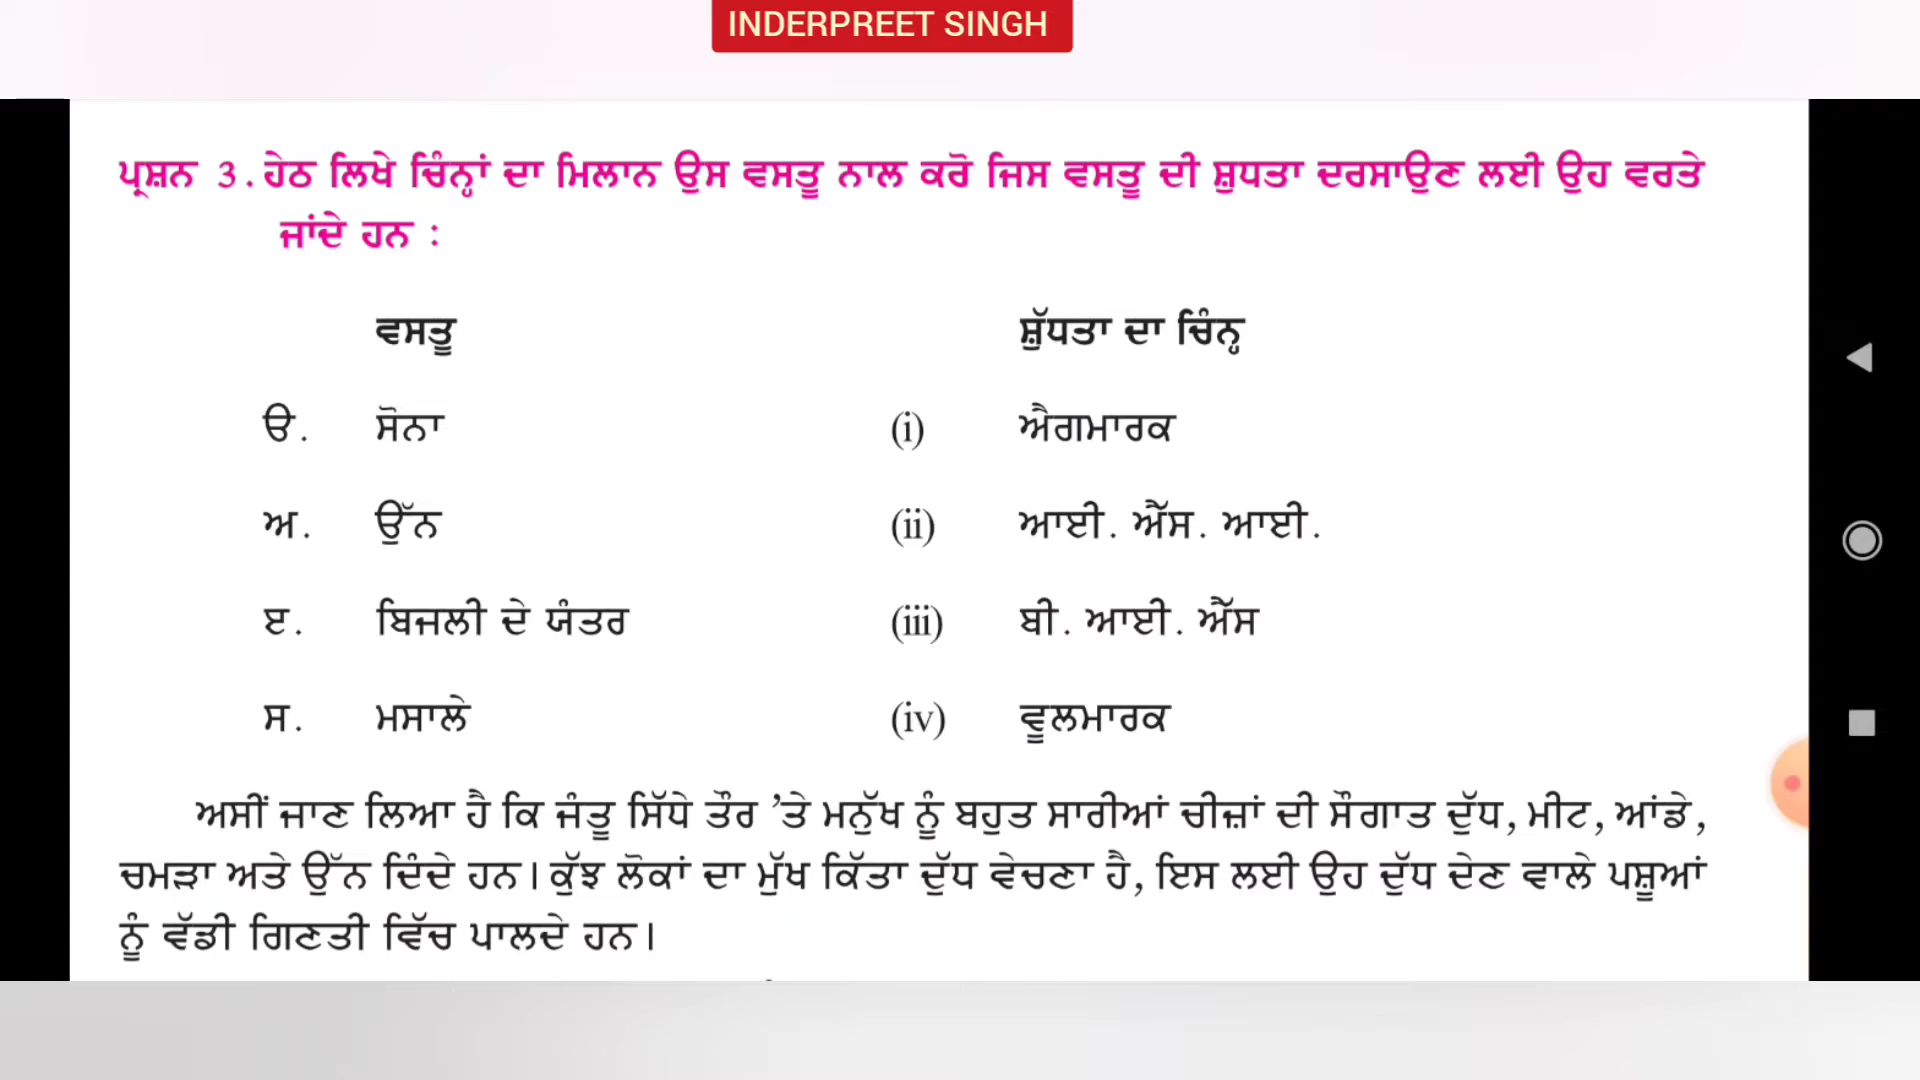 INDERPREET SINGH
ਪ੍ਰਸ਼ਨ 3. ਹੇਠ ਲਿਖੇ ਚਿੰਨ੍ਹਾਂ ਦਾ ਮਿਲਾਨ ਉਸ ਵਸਤੂ ਨਾਲ ਕਰੋ ਜਿਸ ਵਸਤੂ ਦੀ ਸ਼ੁਧਤਾ ਦਰਸਾਉਣ ਲਈ ਉਹ ਵਰਤੇ
ਜਾਂਦੇ ਹਨ :
ਵਸਤੂ ਸ਼ੁੱਧਤਾ ਦਾ ਚਿੰਨ੍ਹ
ੳ. ਸੋਨਾ (i) ਐਗਮਾਰਕ
ਅ. ਉੱਨ (ii) ਆਈ. ਐੱਸ. ਆਈ.
ੲ. ਬਿਜਲੀ ਦੇ ਯੰਤਰ (iii) ਬੀ. ਆਈ. ਐੱਸ
ਸ. ਮਸਾਲੇ (iv) ਵੂਲਮਾਰਕ
ਅਸੀਂ ਜਾਣ ਲਿਆ ਹੈ ਕਿ ਜੰਤੂ ਸਿੱਧੇ ਤੌਰ ’ਤੇ ਮਨੁੱਖ ਨੂੰ ਬਹੁਤ ਸਾਰੀਆਂ ਚੀਜ਼ਾਂ ਦੀ ਸੌਗਾਤ ਦੁੱਧ, ਮੀਟ, ਆਂਡੇ,
ਚਮੜਾ ਅਤੇ ਉੱਨ ਦਿੰਦੇ ਹਨ। ਕੁੱਝ ਲੋਕਾਂ ਦਾ ਮੁੱਖ ਕਿੱਤਾ ਦੁੱਧ ਵੇਚਣਾ ਹੈ, ਇਸ ਲਈ ਉਹ ਦੁੱਧ ਦੇਣ ਵਾਲੇ ਪਸ਼ੂਆਂ
ਨੂੰ ਵੱਡੀ ਗਿਣਤੀ ਵਿੱਚ ਪਾਲਦੇ ਹਨ।